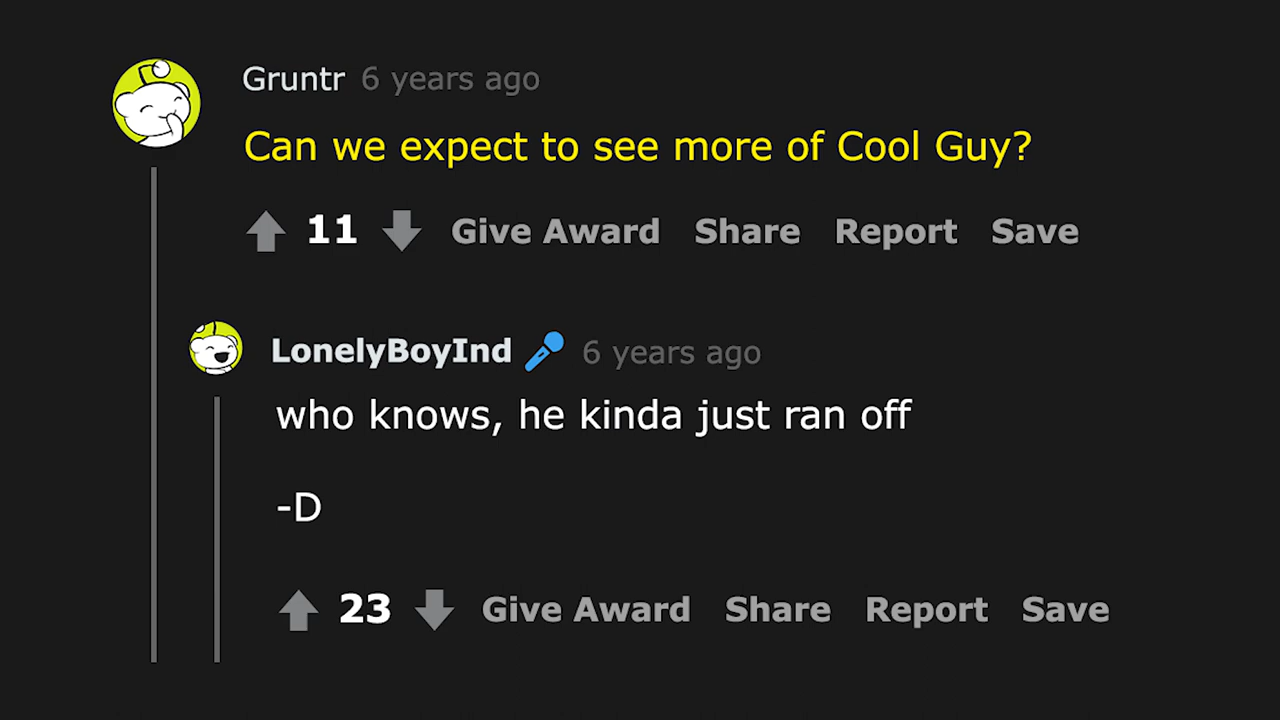 Gruntr 6 years ago
Can we expect to see more of Cool Guy?
11 Give Award Share Report Save
LonelyBoyInd 6 years ago
who knows, he kinda just ran off
-D
23 Give Award Share Report Save